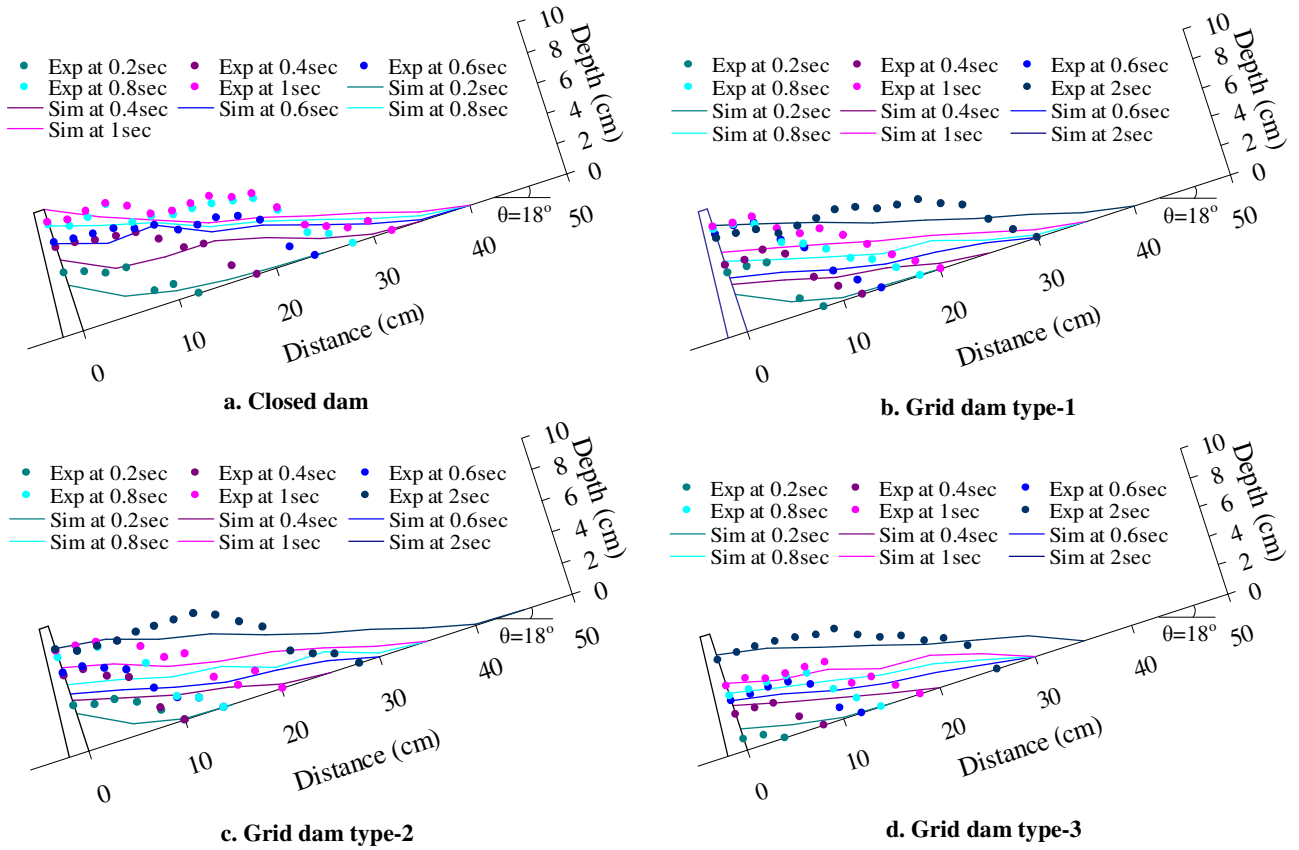 10
8
6
4
2
0
Depth (cm)
Exp at 0.2sec Exp at 0.4sec Exp at 0.6sec
Exp at 0.8sec Exp at 1sec Sim at 0.2sec
Sim at 0.4sec Sim at 0.6sec Sim at 0.8sec
Sim at 1sec
θ=18°
0 10 20 30 40 50
Distance (cm)
a. Closed dam
10
8
6
4
2
0
Depth (cm)
Exp at 0.2sec Exp at 0.4sec Exp at 0.6sec
Exp at 0.8sec Exp at 1sec Exp at 2sec
Sim at 0.2sec Sim at 0.4sec Sim at 0.6sec
Sim at 0.8sec Sim at 1sec Sim at 2sec
θ=18°
0 10 20 30 40 50
Distance (cm)
b. Grid dam type-1
10
8
6
4
2
0
Depth (cm)
Exp at 0.2sec Exp at 0.4sec Exp at 0.6sec
Exp at 0.8sec Exp at 1sec Exp at 2sec
Sim at 0.2sec Sim at 0.4sec Sim at 0.6sec
Sim at 0.8sec Sim at 1sec Sim at 2sec
θ=18°
0 10 20 30 40 50
Distance (cm)
c. Grid dam type-2
10
8
6
4
2
0
Depth (cm)
Exp at 0.2sec Exp at 0.4sec Exp at 0.6sec
Exp at 0.8sec Exp at 1sec Exp at 2sec
Sim at 0.2sec Sim at 0.4sec Sim at 0.6sec
Sim at 0.8sec Sim at 1sec Sim at 2sec
θ=18°
0 10 20 30 40 50
Distance (cm)
d. Grid dam type-3